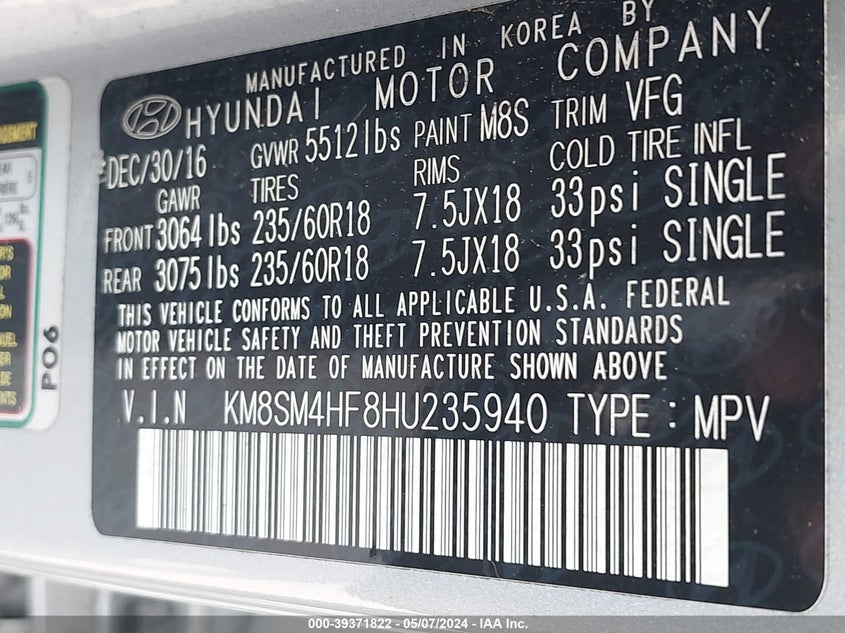 MANUFACTURED IN KOREA BY
HYUNDAI MOTOR COMPANY
DEC/30/16 GVWR 5512lbs PAINT M8S TRIM VFG
GAWR TIRES RIMS COLD TIRE INFL
FRONT 3064lbs 235/60R18 7.5JX18 33psi SINGLE
REAR 3075lbs 235/60R18 7.5JX18 33psi SINGLE
THIS VEHICLE CONFORMS TO ALL APPLICABLE U.S.A. FEDERAL
MOTOR VEHICLE SAFETY AND THEFT PREVENTION STANDARDS
IN EFFECT ON THE DATE OF MANUFACTURE SHOWN ABOVE
V.I.N KM8SM4HF8HU235940 TYPE : MPV
P06
000-39371822 - 05/07/2024 - IAA Inc.